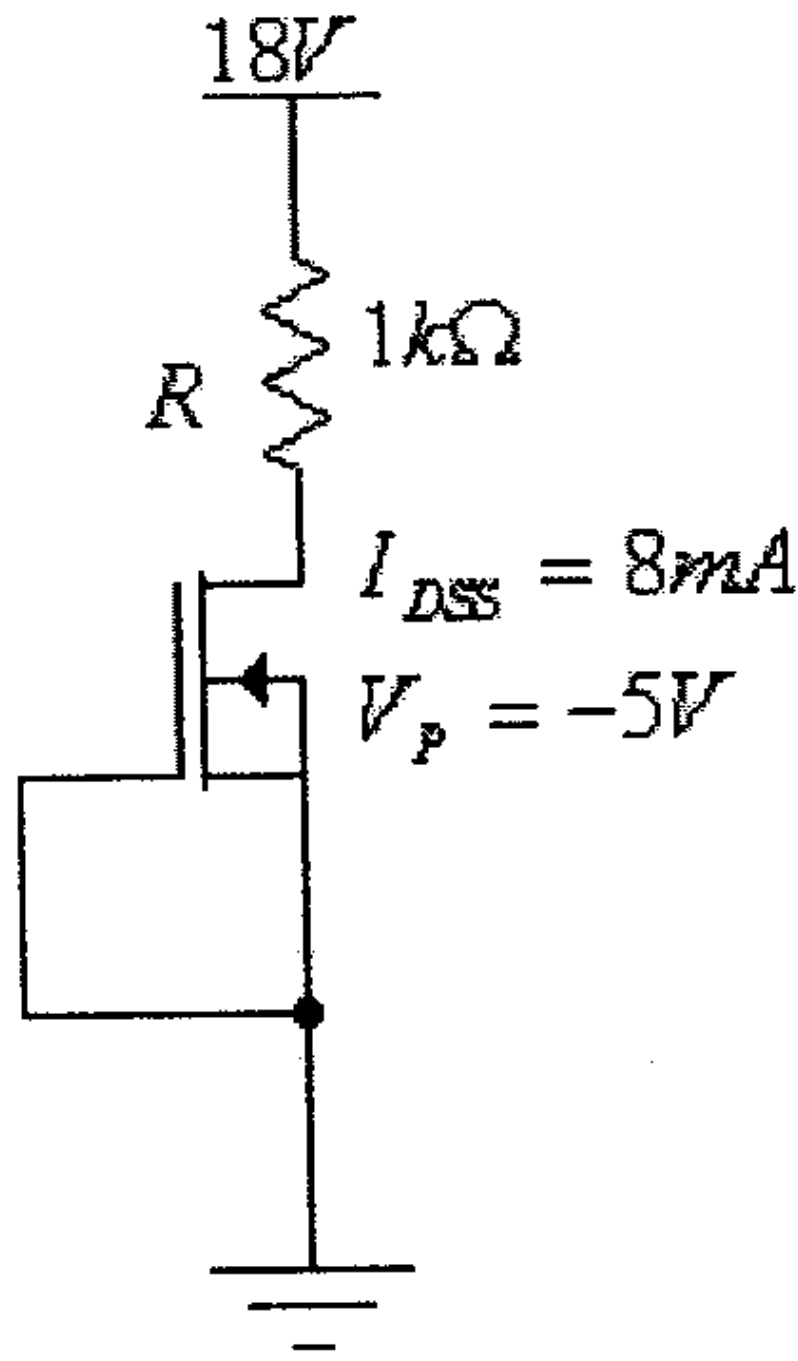 18V
1kΩ
R
I_DSS = 8mA
V_P = -5V